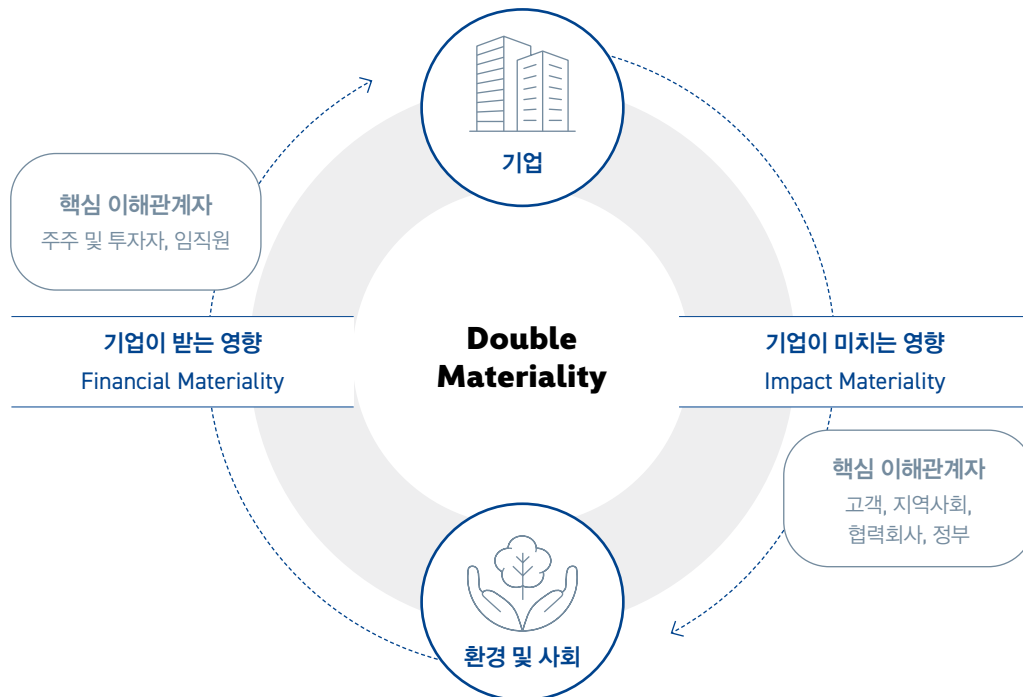 기업
핵심 이해관계자
주주 및 투자자, 임직원
기업이 받는 영향
Financial Materiality
Double
Materiality
기업이 미치는 영향
Impact Materiality
핵심 이해관계자
고객, 지역사회,
협력회사, 정부
환경 및 사회